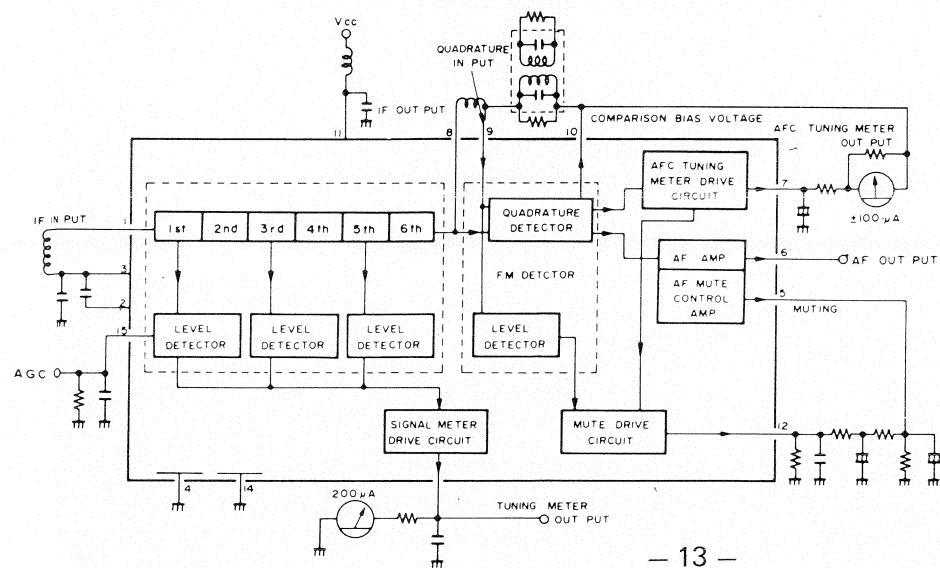 Vcc
QUADRATURE
IN PUT
IF OUT PUT
11
8
9
10
COMPARISON BIAS VOLTAGE
AFC TUNING METER
OUT PUT
±100µA
IF IN PUT
1
1st
2nd
3rd
4th
5th
6th
QUADRATURE
DETECTOR
FM DETCTOR
AFC TUNING
METER DRIVE
CIRCUIT
7
AF AMP
6
AF OUT PUT
AF MUTE
CONTROL
AMP
5
MUTING
3
2
15
AGC
LEVEL
DETECTOR
LEVEL
DETECTOR
LEVEL
DETECTOR
LEVEL
DETECTOR
SIGNAL METER
DRIVE CIRCUIT
MUTE DRIVE
CIRCUIT
12
4
14
200µA
TUNING METER
OUT PUT
— 13 —